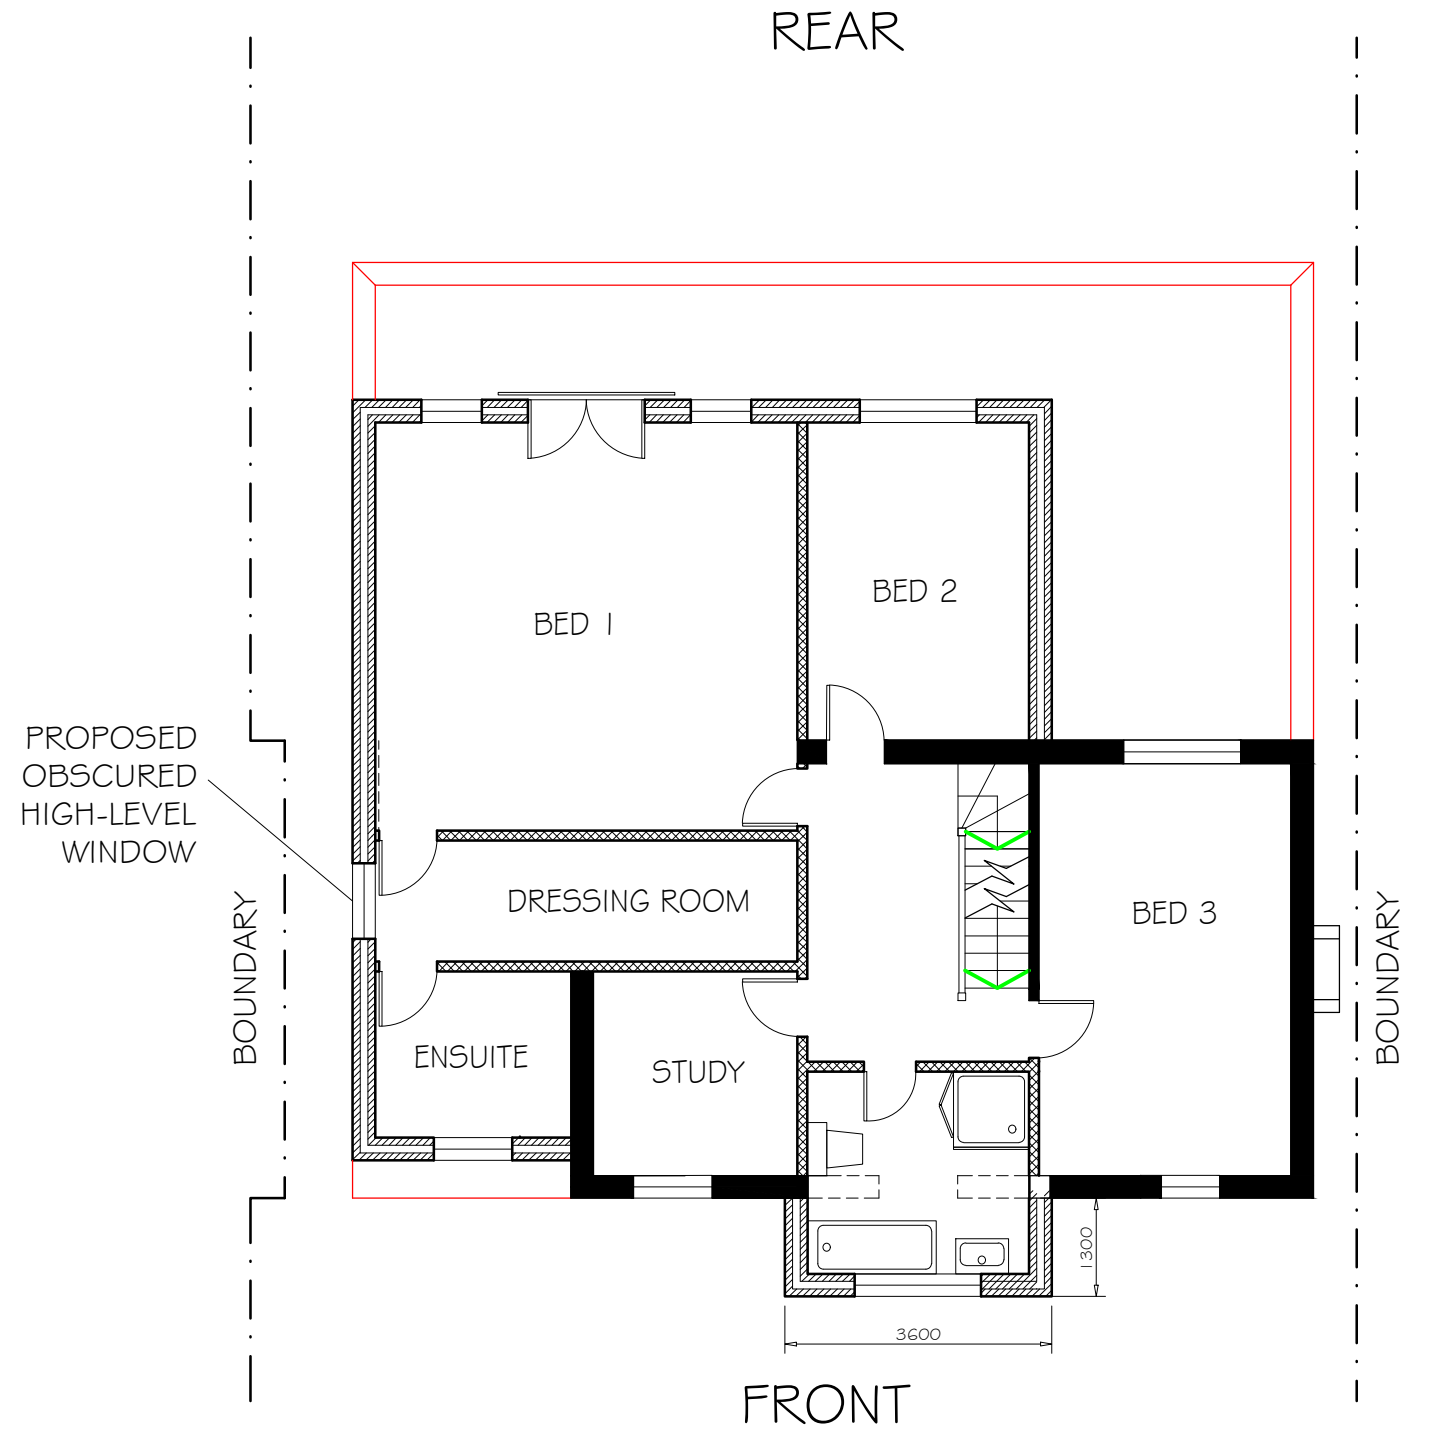 REAR
BED 1
BED 2
PROPOSED
OBSCURED
HIGH-LEVEL
WINDOW
DRESSING ROOM
BED 3
BOUNDARY
BOUNDARY
ENSUITE
STUDY
1300
3600
FRONT